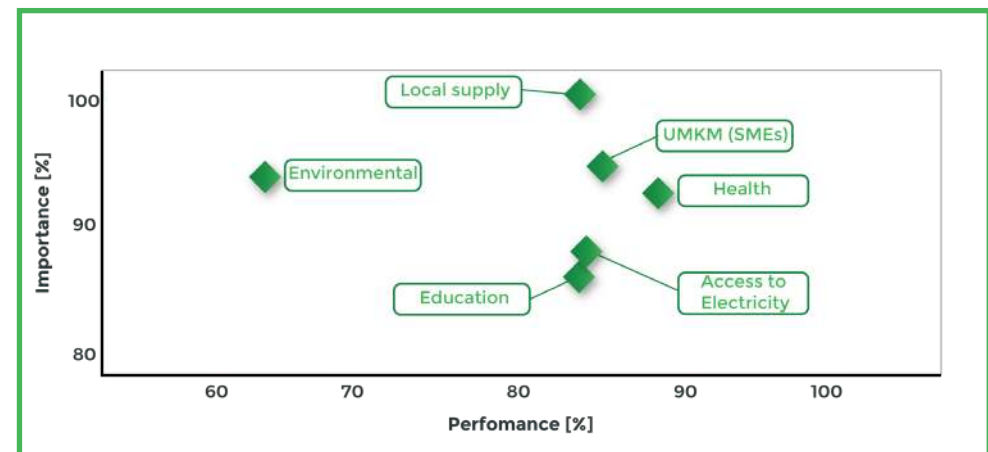 Local supply
100
UMKM (SMEs)
Environmental
Health
90
Importance [%]
Access to
Electricity
Education
80
60 70 80 90 100
Perfomance [%]